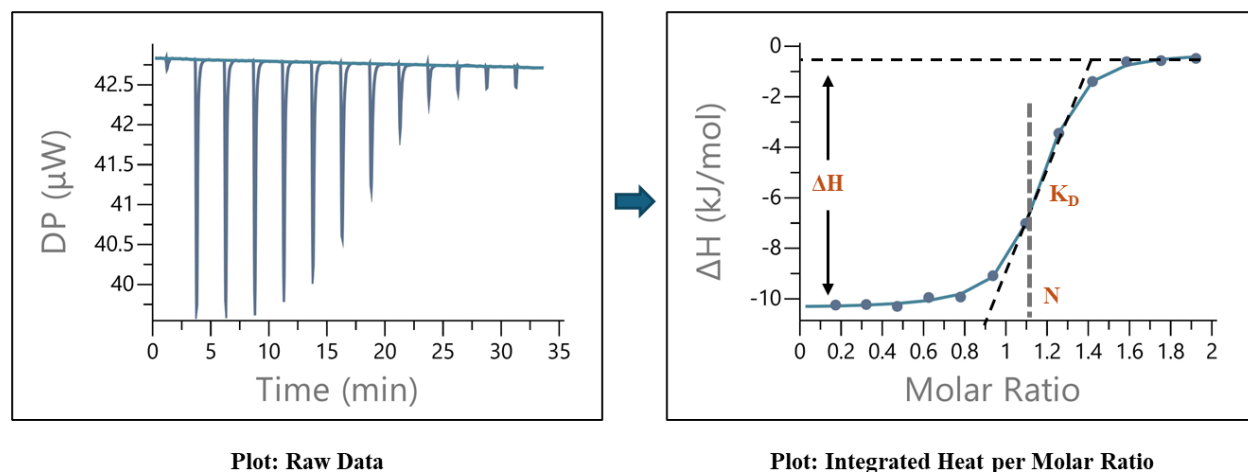 42.5
42
41.5
41
40.5
40
DP (μW)
0 5 10 15 20 25 30 35
Time (min)
Plot: Raw Data
0
-2
-4
-6
-8
-10
ΔH (kJ/mol)
ΔH
K_D
N
0 0.2 0.4 0.6 0.8 1 1.2 1.4 1.6 1.8 2
Molar Ratio
Plot: Integrated Heat per Molar Ratio